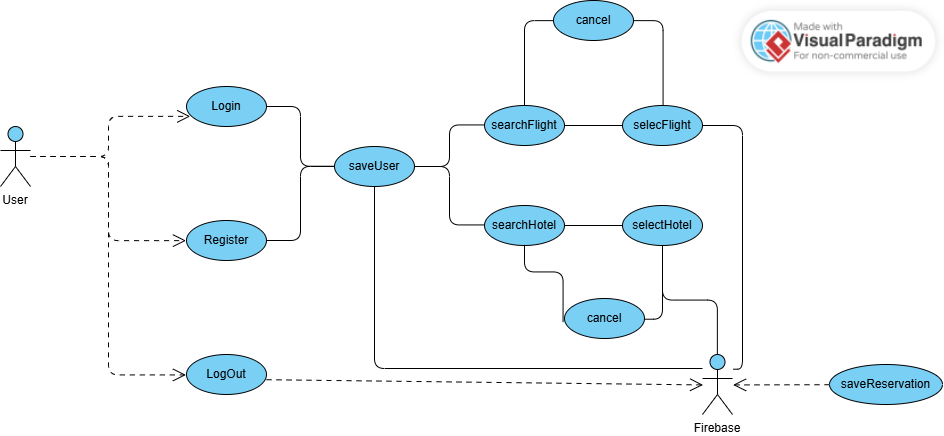 cancel
Made with
Visual Paradigm
For non-commercial use
Login
searchFlight
selecFlight
saveUser
User
Register
searchHotel
selectHotel
cancel
LogOut
saveReservation
Firebase